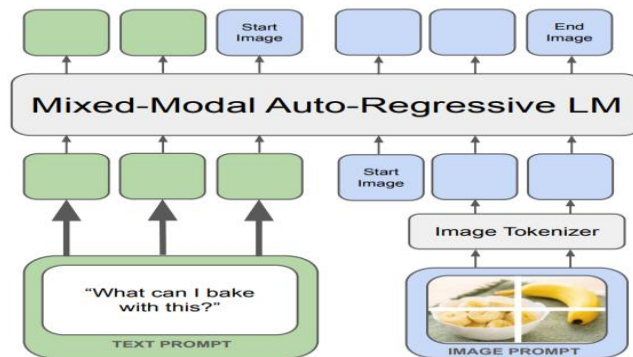 Start
Image
End
Image
Mixed-Modal Auto-Regressive LM
Start
Image
Image Tokenizer
“What can I bake
with this?”
TEXT PROMPT
IMAGE PROMPT